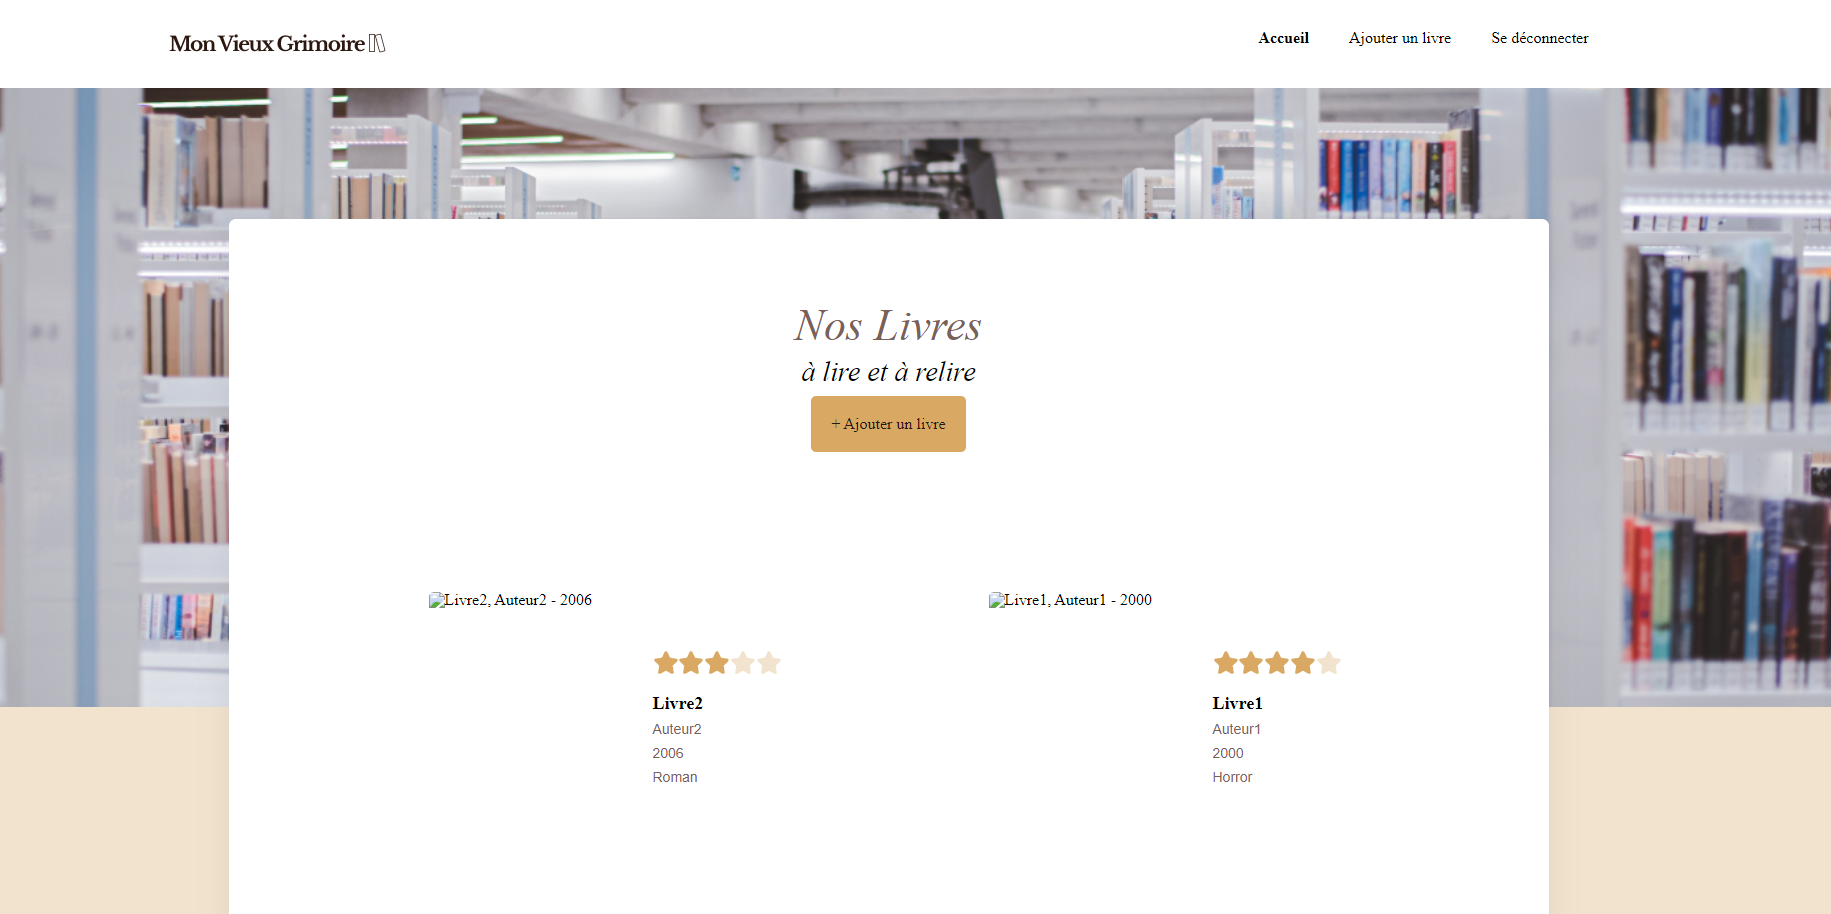 Mon Vieux Grimoire
Accueil
Ajouter un livre
Se déconnecter
Nos Livres
à lire et à relire
+ Ajouter un livre
Livre2, Auteur2 - 2006
Livre2
Auteur2
2006
Roman
Livre1, Auteur1 - 2000
Livre1
Auteur1
2000
Horror